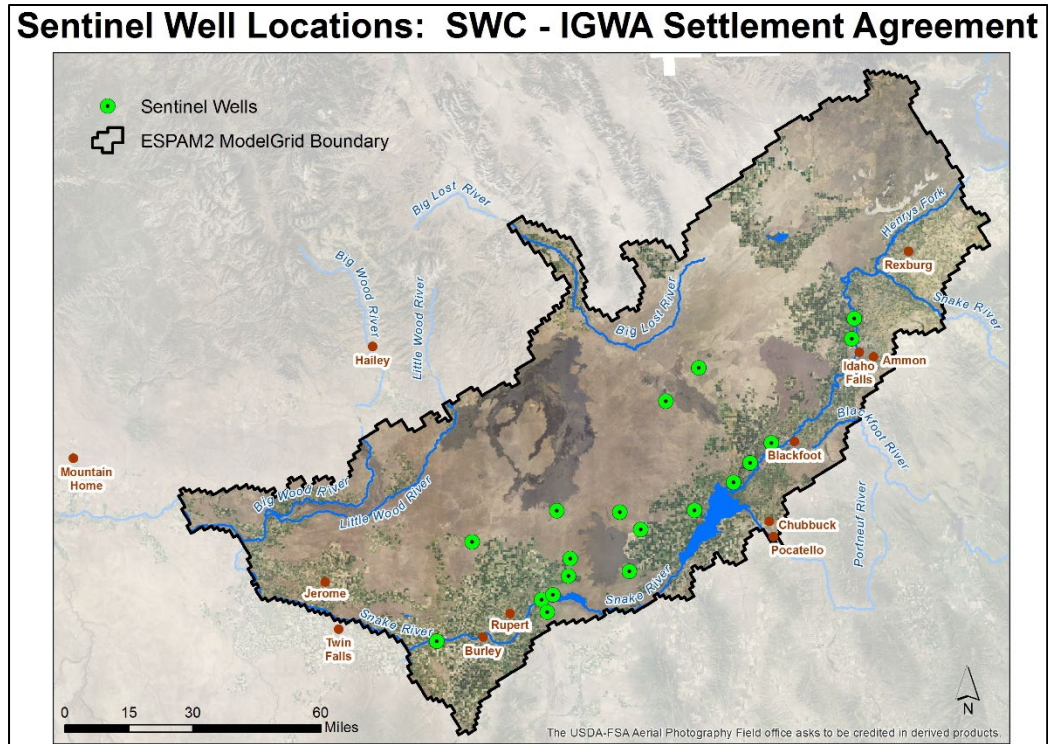 Sentinel Well Locations: SWC - IGWA Settlement Agreement
Sentinel Wells
ESPAM2 ModelGrid Boundary
Big Lost River
Henrys Fork
Big Wood River
Little Wood River
Rexburg
Big Lost River
Snake River
Hailey
Idaho
Falls
Ammon
Blackfoot River
Blackfoot
Mountain
Home
Big Wood River
Little Wood River
Portneuf River
Chubbuck
Pocatello
Jerome
Snake River
Rupert
Snake River
Twin
Falls
Burley
0 15 30 60
Miles
N
The USDA-FSA Aerial Photography Field office asks to be credited in derived products.